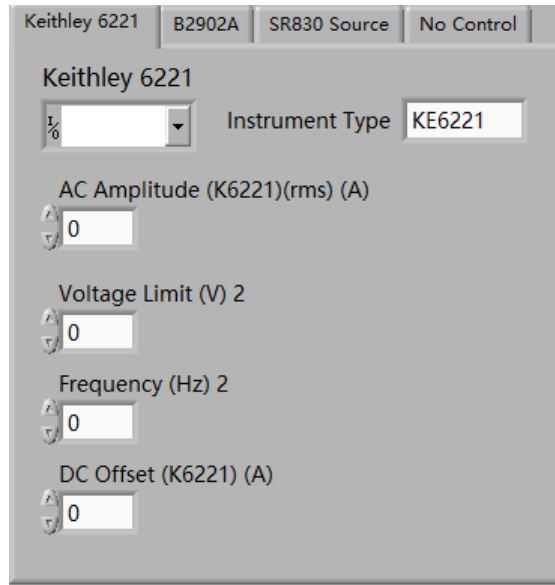 Keithley 6221 B2902A SR830 Source No Control
Keithley 6221
I/0 Instrument Type KE6221
AC Amplitude (K6221)(rms) (A)
0
Voltage Limit (V) 2
0
Frequency (Hz) 2
0
DC Offset (K6221) (A)
0